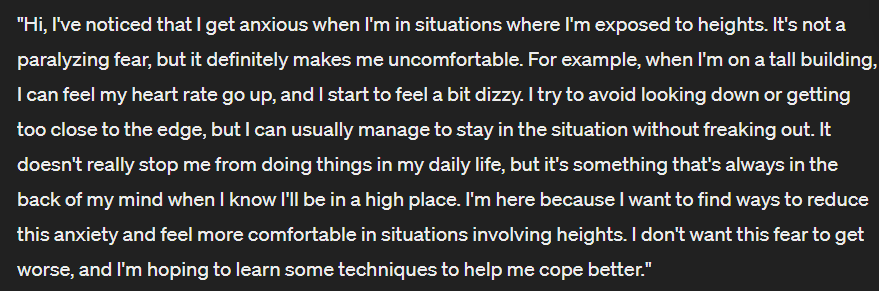 "Hi, I've noticed that I get anxious when I'm in situations where I'm exposed to heights. It's not a
paralyzing fear, but it definitely makes me uncomfortable. For example, when I'm on a tall building,
I can feel my heart rate go up, and I start to feel a bit dizzy. I try to avoid looking down or getting
too close to the edge, but I can usually manage to stay in the situation without freaking out. It
doesn't really stop me from doing things in my daily life, but it's something that's always in the
back of my mind when I know I'll be in a high place. I'm here because I want to find ways to reduce
this anxiety and feel more comfortable in situations involving heights. I don't want this fear to get
worse, and I'm hoping to learn some techniques to help me cope better."